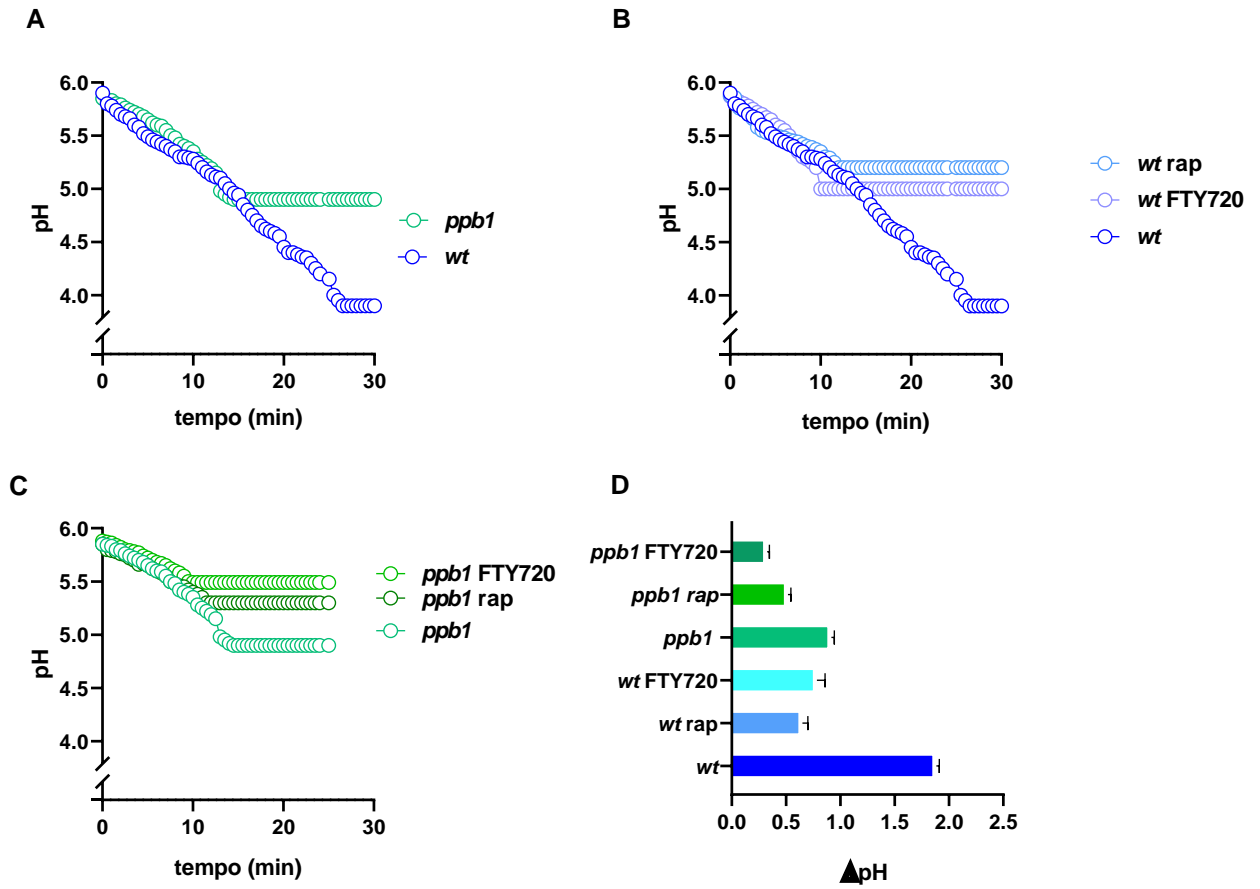 A
6.0
5.5
5.0
4.5
4.0
pH
0 10 20 30
tempo (min)
ppb1
wt
B
6.0
5.5
5.0
4.5
4.0
pH
0 10 20 30
tempo (min)
wt rap
wt FTY720
wt
C
6.0
5.5
5.0
4.5
4.0
pH
0 10 20 30
tempo (min)
ppb1 FTY720
ppb1 rap
ppb1
D
ppb1 FTY720
ppb1 rap
ppb1
wt FTY720
wt rap
wt
0.0 0.5 1.0 1.5 2.0 2.5
▲pH